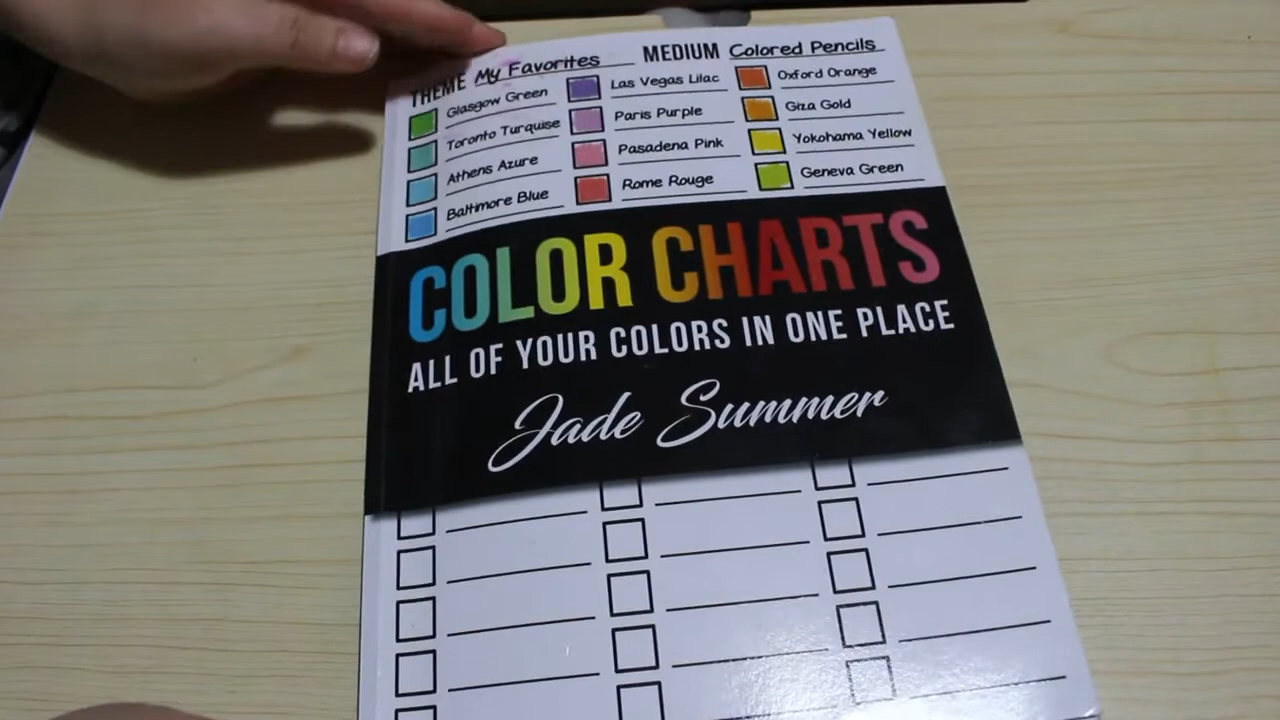 THEME My Favorites MEDIUM Colored Pencils
Glasgow Green Las Vegas Lilac Oxford Orange
Toronto Turquoise Paris Purple Giza Gold
Athens Azure Pasadena Pink Yokohama Yellow
Baltimore Blue Rome Rouge Geneva Green
COLOR CHARTS
ALL OF YOUR COLORS IN ONE PLACE
Jade Summer